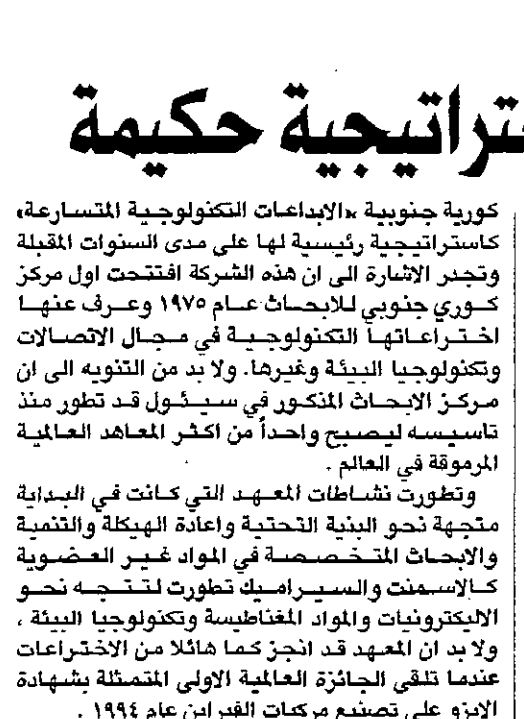 تراتيجية حكيمة
كورية جنوبية «الابداعات التكنولوجية المتسارعة»
كاستراتيجية رئيسية لها على مدى السنوات المقبلة
وتجدر الاشارة الى ان هذه الشركة افتتحت اول مركز
كوري جنوبي للابحاث عام ١٩٧٥ وعرف عنها
اختراعاتها التكنولوجية في مجال الاتصالات
وتكنولوجيا البيئة وغيرها. ولا بد من التنويه الى ان
مركز الابحاث المذكور في سيئول قد تطور منذ
تاسيسه ليصبح واحداً من اكثر المعاهد العالمية
المرموقة في العالم .
وتطورت نشاطات المعهد التي كانت في البداية
متجهة نحو البنية التحتية واعادة الهيكلة والتنمية
والابحاث المتخصصة في المواد غير العضوية
كالاسمنت والسيراميك تطورت لتتجه نحو
الاليكترونيات والمواد المغناطيسة وتكنولوجيا البيئة ،
ولا بد ان المعهد قد انجز كما هائلا من الاختراعات
عندما تلقي الجائزة العالمية الاولى المتمثلة بشهادة
الايزو على تصنيع مركبات الفيراين عام ١٩٩٤ .